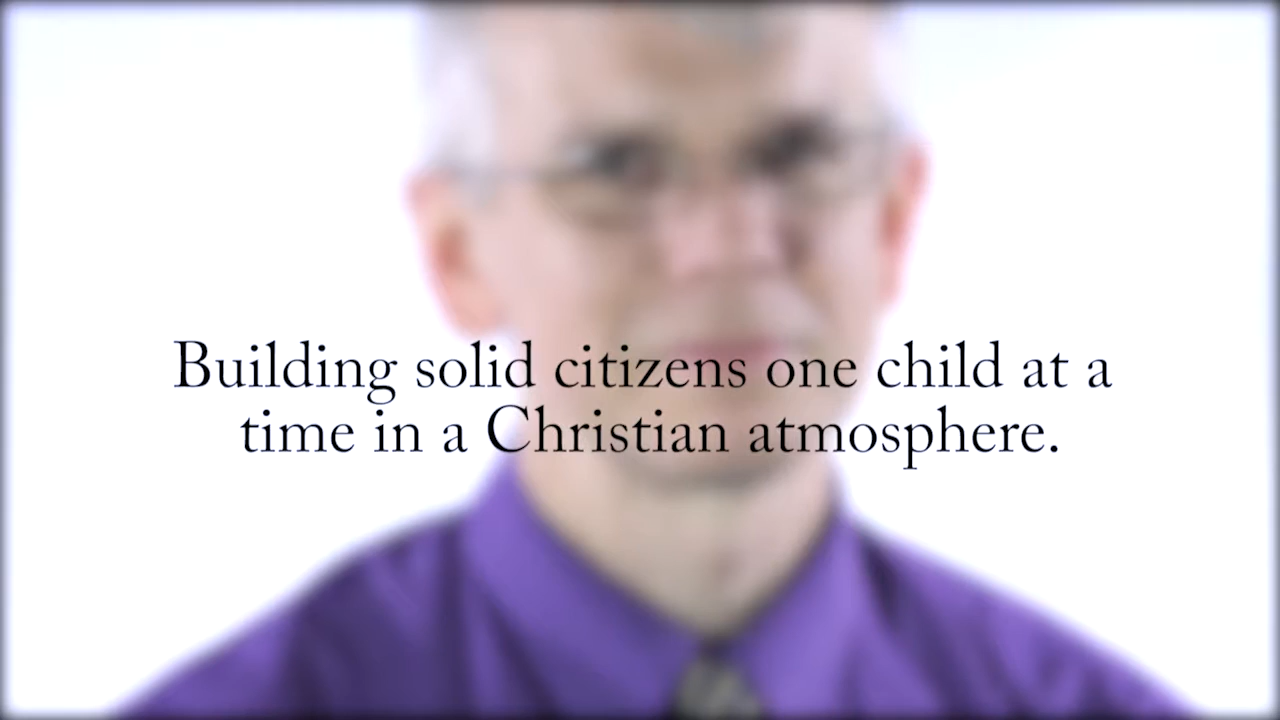 Building solid citizens one child at a
time in a Christian atmosphere.